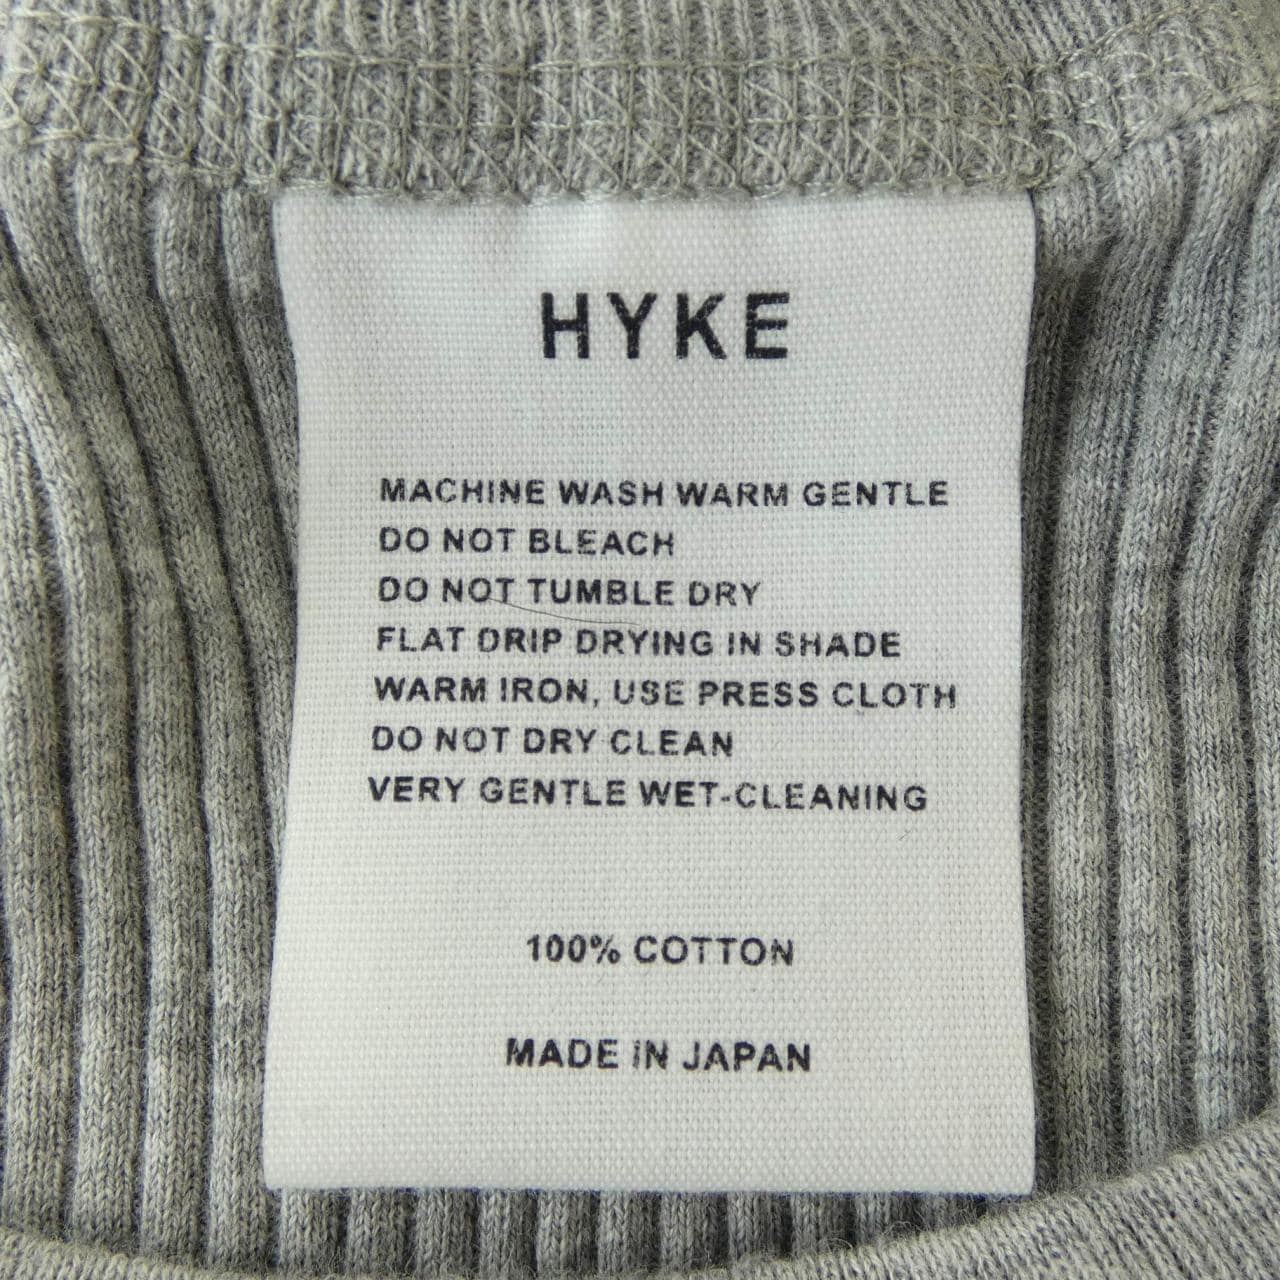 HYKE
MACHINE WASH WARM GENTLE
DO NOT BLEACH
DO NOT TUMBLE DRY
FLAT DRIP DRYING IN SHADE
WARM IRON, USE PRESS CLOTH
DO NOT DRY CLEAN
VERY GENTLE WET-CLEANING
100% COTTON
MADE IN JAPAN